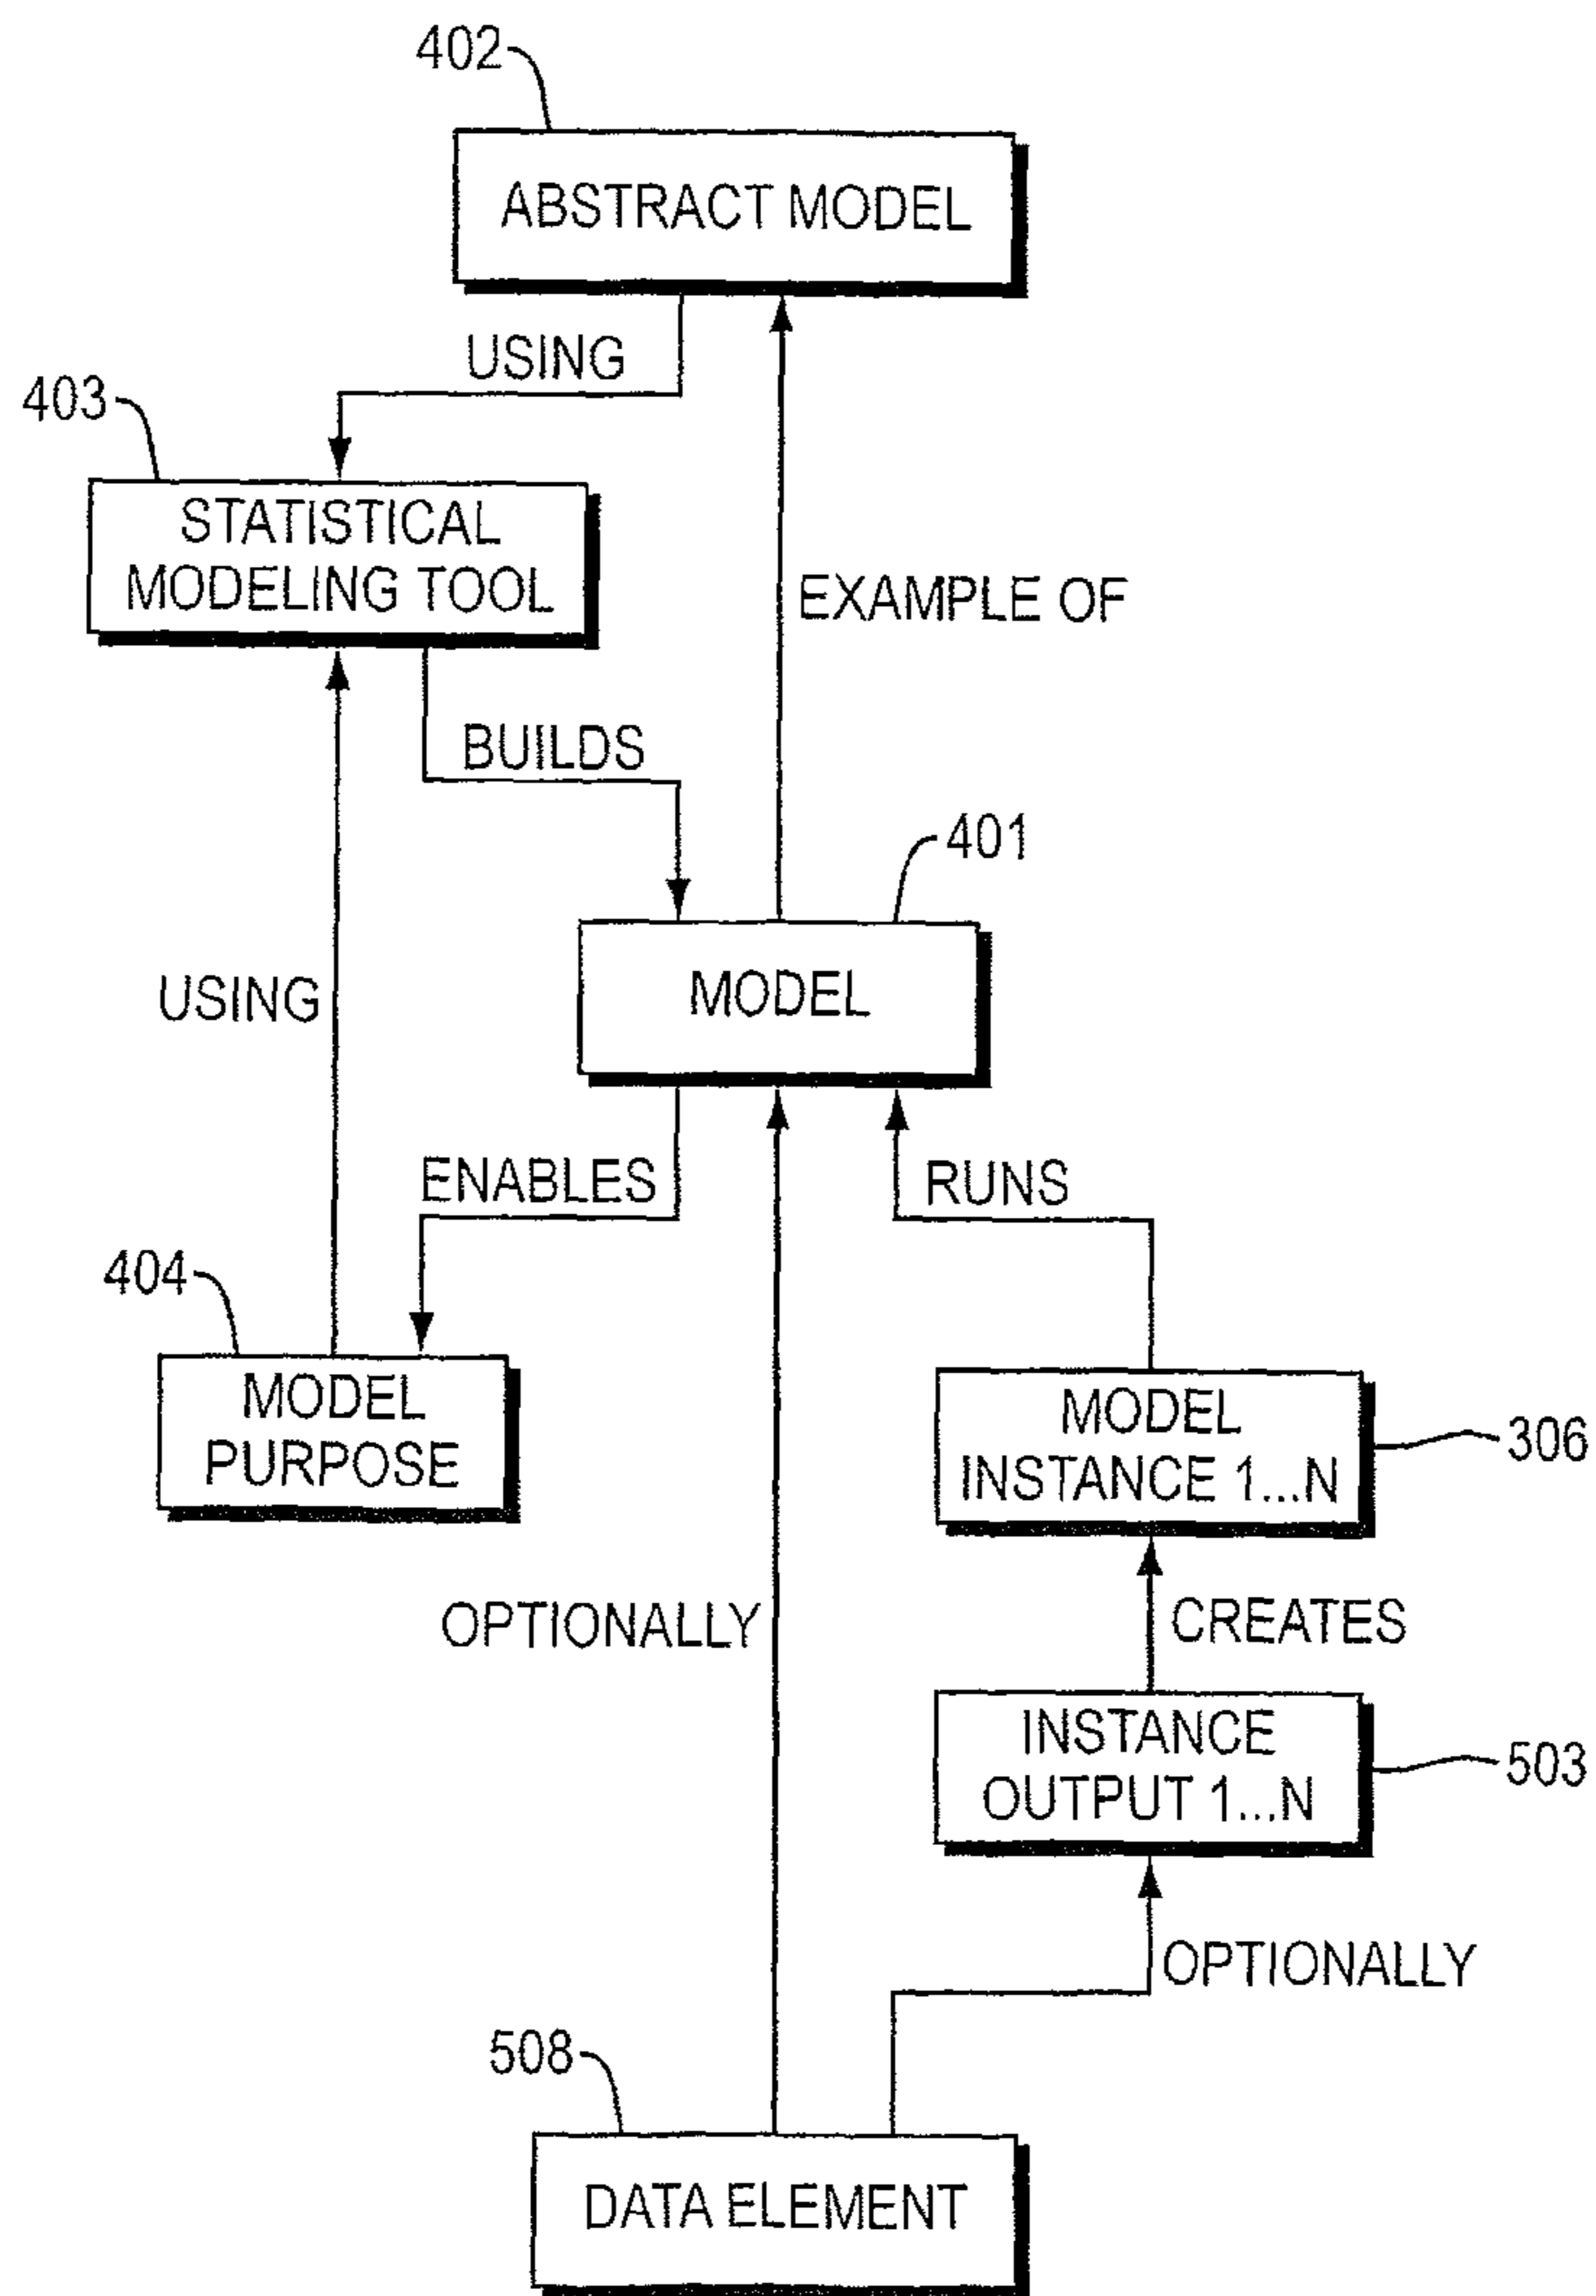 402
ABSTRACT MODEL
USING
403
STATISTICAL
MODELING TOOL
EXAMPLE OF
BUILDS
401
MODEL
USING
ENABLES
RUNS
404
MODEL
PURPOSE
MODEL
INSTANCE 1...N
306
OPTIONALLY
CREATES
INSTANCE
OUTPUT 1...N
503
OPTIONALLY
508
DATA ELEMENT